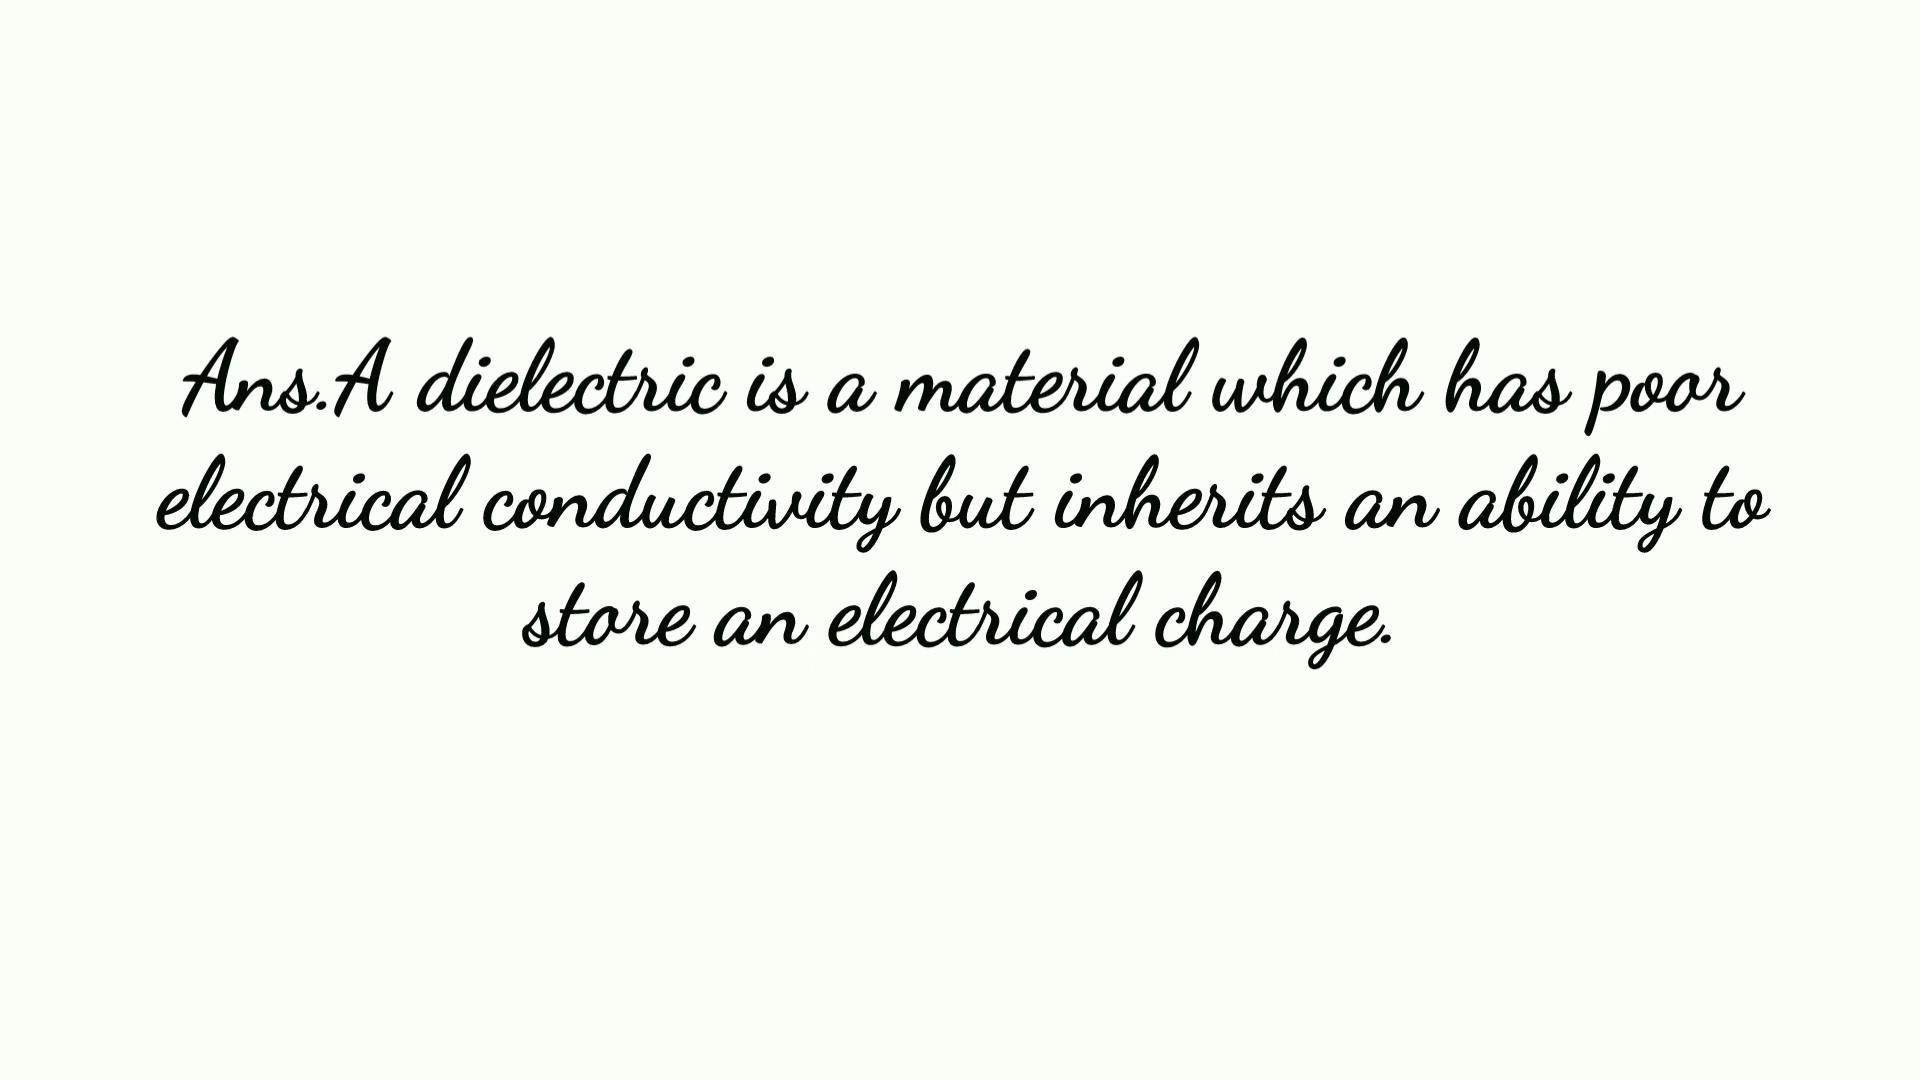 Ans.A dielectric is a material which has poor
electrical conductivity but inherits an ability to
store an electrical charge.